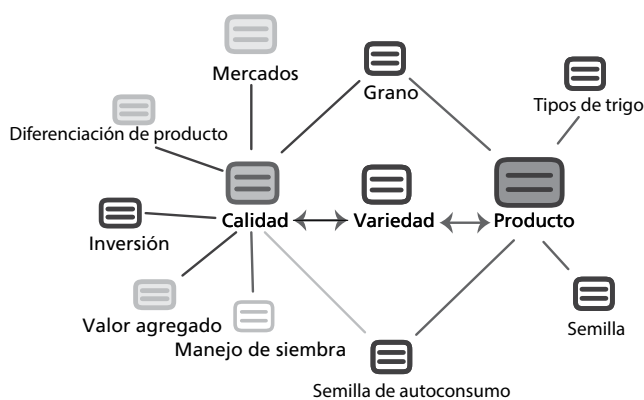 Mercados
Grano
Tipos de trigo
Diferenciación de producto
Calidad
Variedad
Producto
Inversión
Valor agregado
Manejo de siembra
Semilla
Semilla de autoconsumo